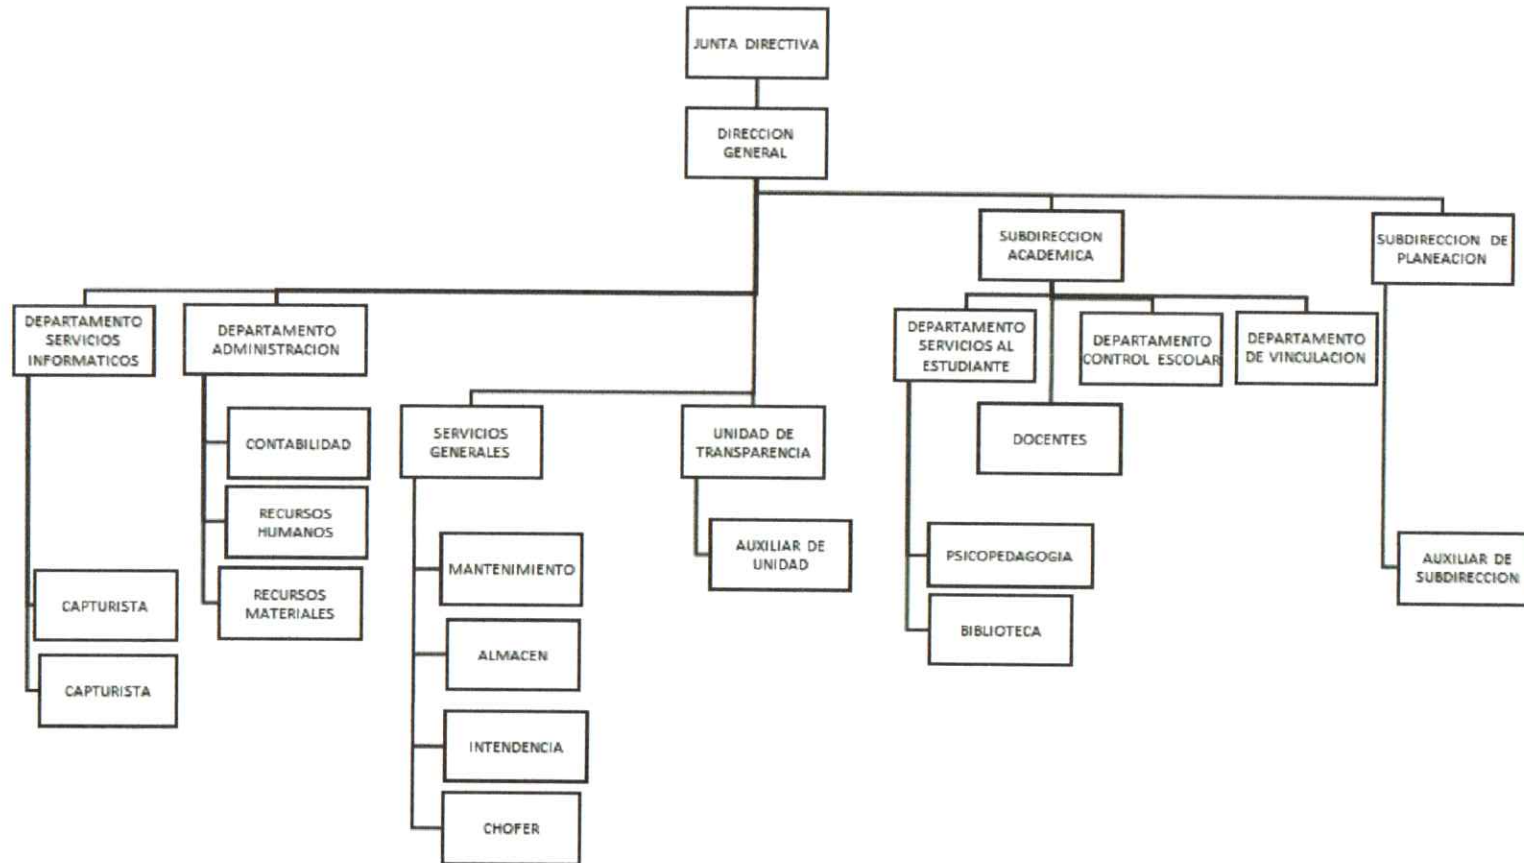 JUNTA DIRECTIVA
DIRECCION
GENERAL
SUBDIRECCION
ACADEMICA
SUBDIRECCION DE
PLANEACION
DEPARTAMENTO
SERVICIOS
INFORMATICOS
DEPARTAMENTO
ADMINISTRACION
DEPARTAMENTO
SERVICIOS AL
ESTUDIANTE
DEPARTAMENTO
CONTROL ESCOLAR
DEPARTAMENTO
DE VINCULACION
CONTABILIDAD
SERVICIOS
GENERALES
UNIDAD DE
TRANSPARENCIA
DOCENTES
RECURSOS
HUMANOS
AUXILIAR DE
UNIDAD
MANTENIMIENTO
PSICOPEDAGOGIA
AUXILIAR DE
SUBDIRECCION
CAPTURISTA
RECURSOS
MATERIALES
ALMACEN
BIBLIOTECA
CAPTURISTA
INTENDENCIA
CHOFER